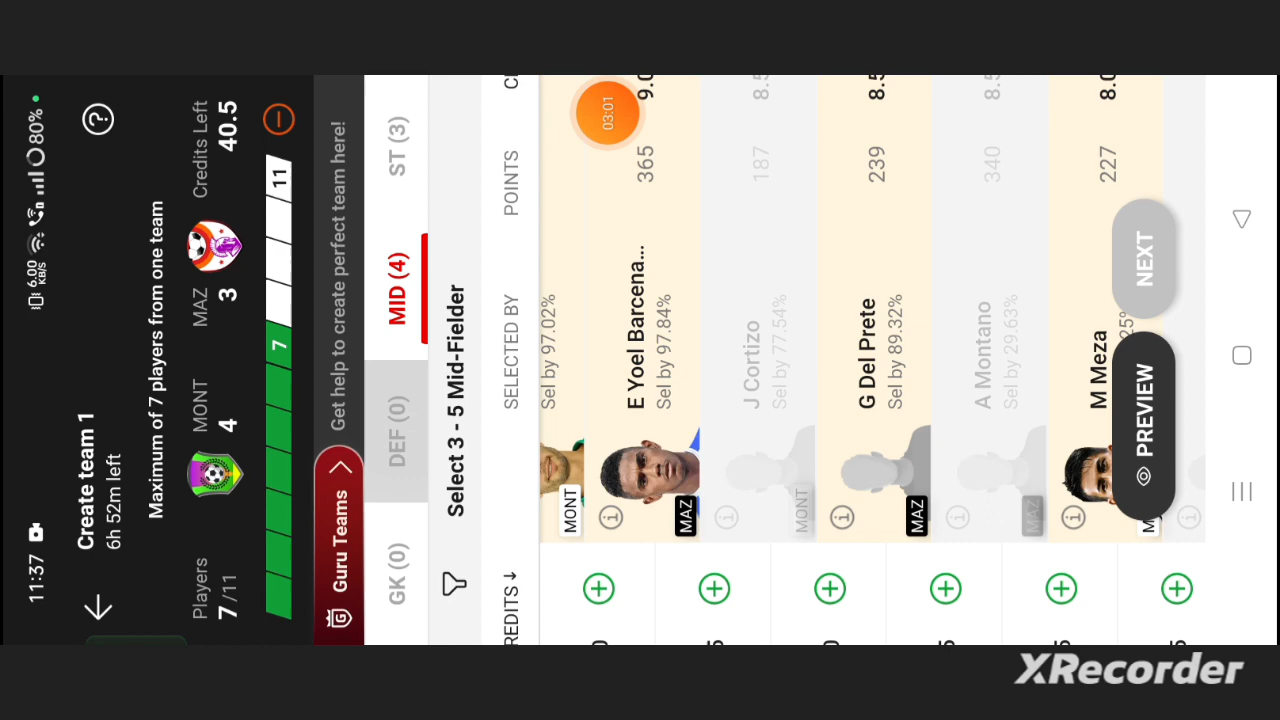 11:37
6.00 KB/S
80%
Create team 1
6h 52m left
Maximum of 7 players from one team
Players
7/11
MONT
4
MAZ
3
Credits Left
40.5
7
11
Guru Teams
Get help to create perfect team here!
GK (0)
DEF (0)
MID (4)
ST (3)
Select 3 - 5 Mid-Fielder
SELECTED BY
POINTS
REDITS ↓
Sel by 97.02%
MONT
E Yoel Barcena...
Sel by 97.84%
365
9.0
MAZ
J Cortizo
Sel by 77.54%
187
8.5
MONT
G Del Prete
Sel by 89.32%
239
8.5
MAZ
A Montano
Sel by 29.63%
340
8.5
MAZ
M Meza
227
8.0
PREVIEW
NEXT
03:01
XRecorder